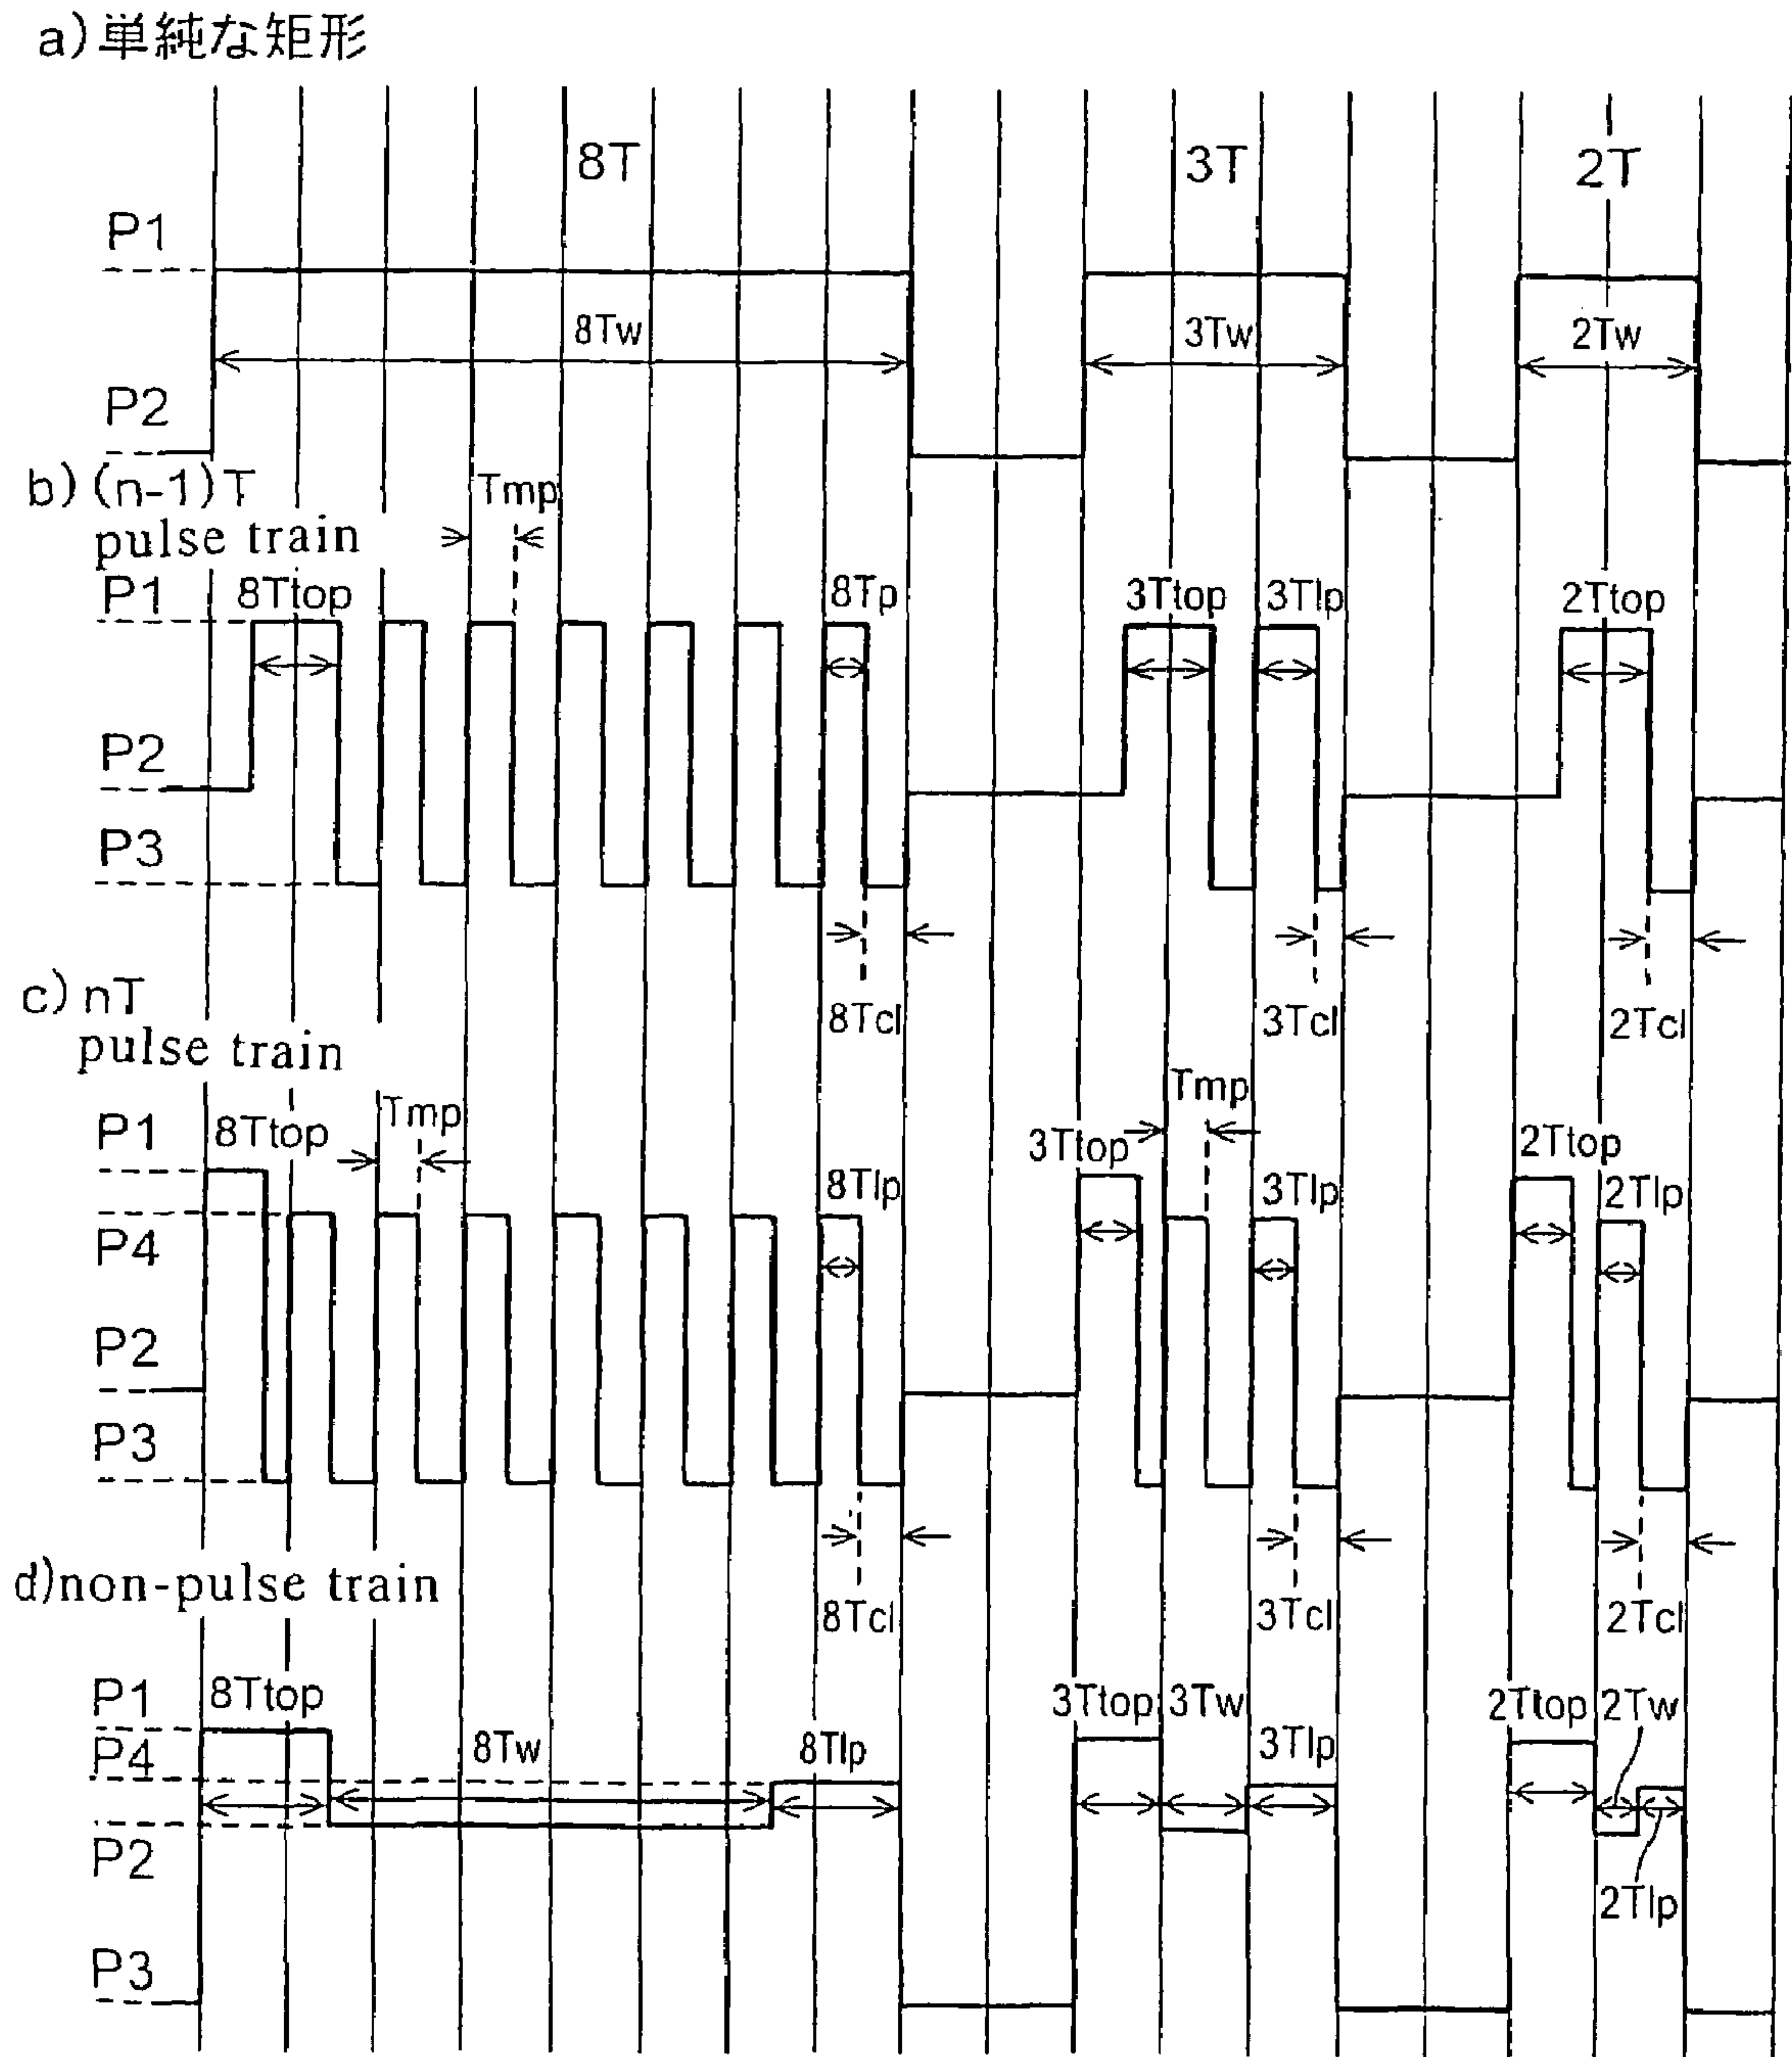 a)単純な矩形
8T 3T 2T
P1
8Tw 3Tw 2Tw
P2
b)(n-1)T
pulse train
Tmp
P1 8Ttop 8Tp 3Ttop 3Tlp 2Ttop
P2
P3
8Tcl 3Tcl 2Tcl
c)nT
pulse train
P1 8Ttop Tmp 3Ttop Tmp 2Ttop
8Tlp 3Tlp 2Tlp
P4
P2
P3
8Tcl 3Tcl 2Tcl
d)non-pulse train
P1 8Ttop 3Ttop 3Tw 2Ttop 2Tw
P4 8Tw 8Tlp 3Tlp
P2
2Tlp
P3